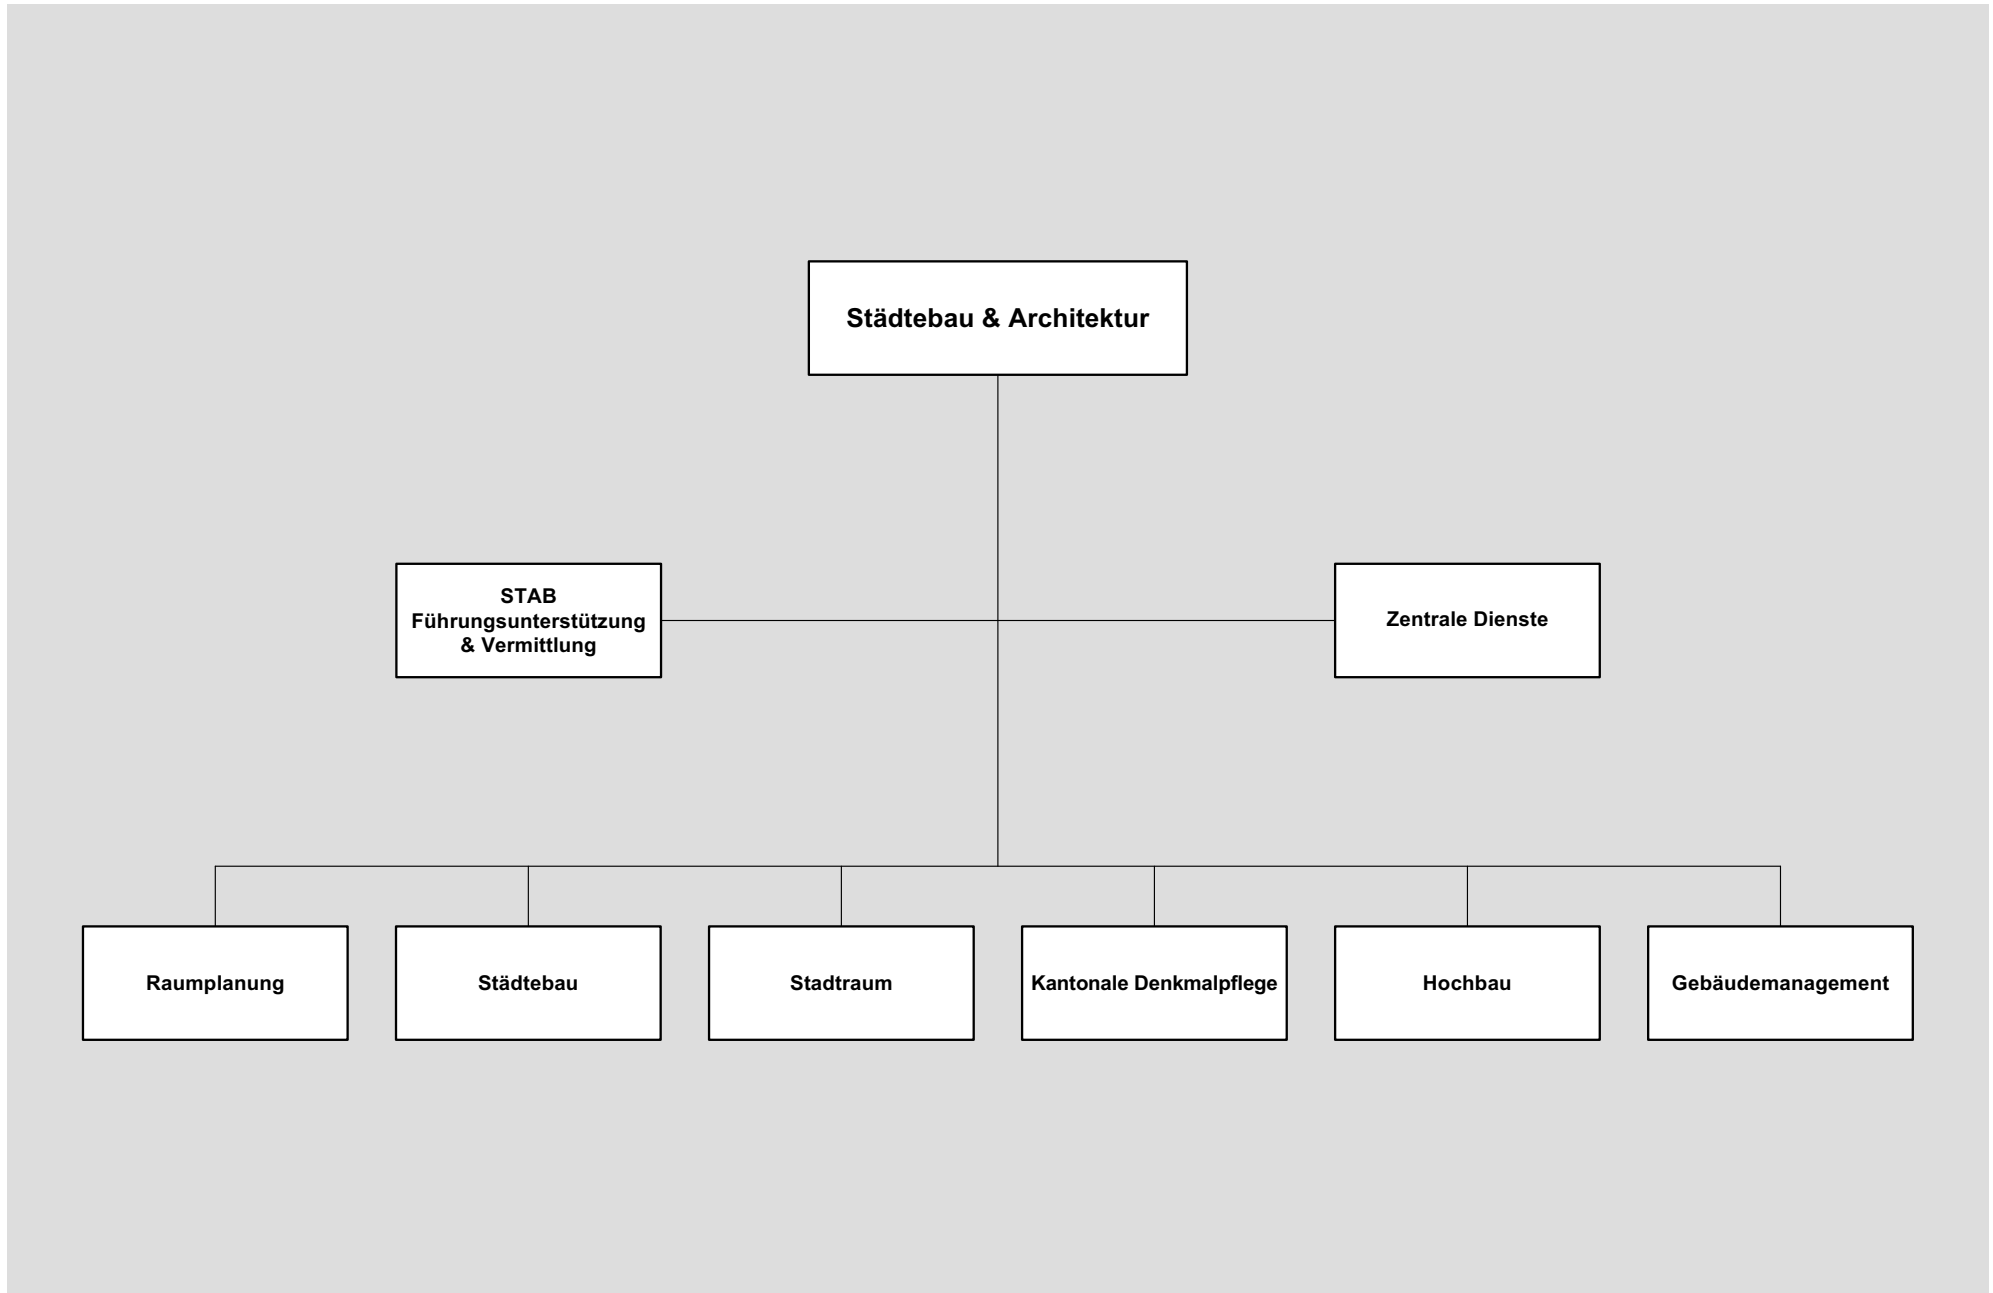 Städtebau & Architektur
STAB
Führungsunterstützung
& Vermittlung
Zentrale Dienste
Raumplanung
Städtebau
Stadtraum
Kantonale Denkmalpflege
Hochbau
Gebäudemanagement